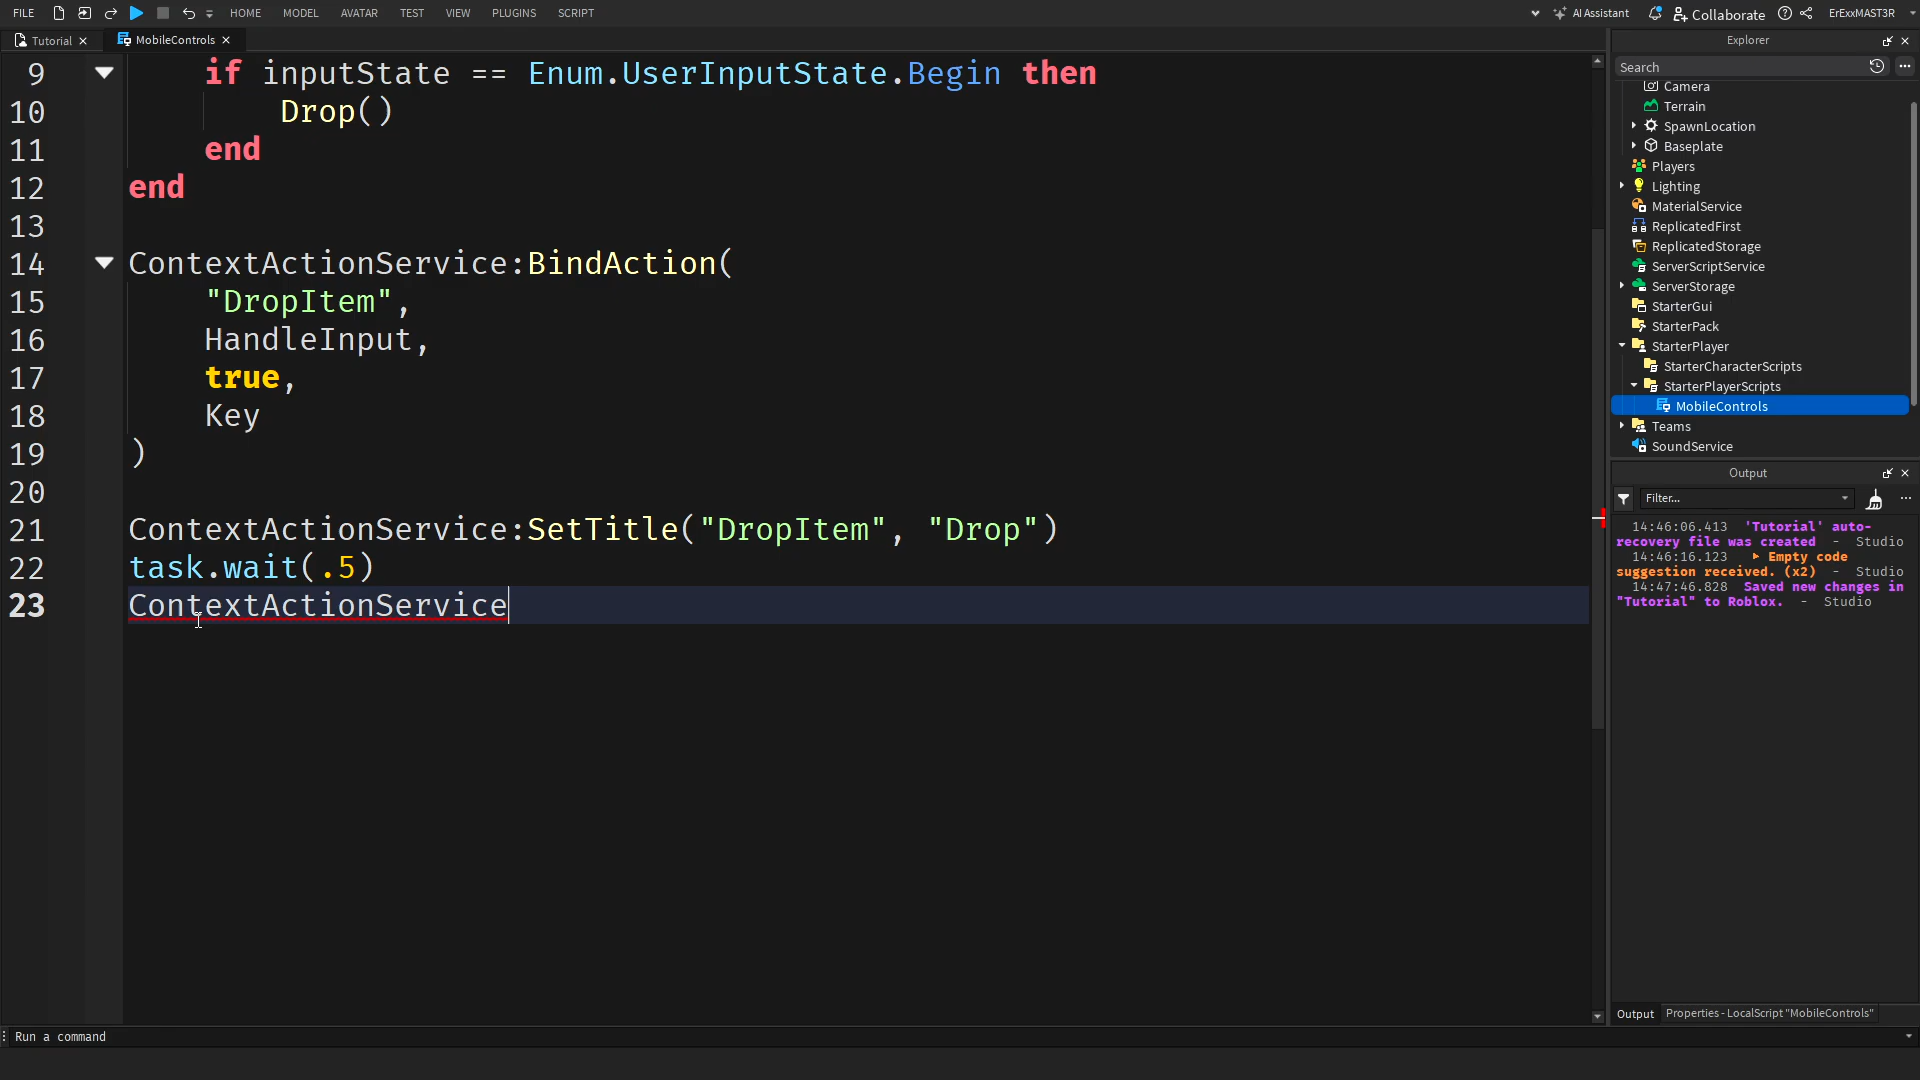 FILE HOME MODEL AVATAR TEST VIEW PLUGINS SCRIPT AI Assistant Collaborate ErExxMAST3R
Tutorial MobileControls
9 if inputState == Enum.UserInputState.Begin then
10 Drop()
11 end
12 end
13
14 ContextActionService:BindAction(
15 "DropItem",
16 HandleInput,
17 true,
18 Key
19 )
20
21 ContextActionService:SetTitle("DropItem", "Drop")
22 task.wait(.5)
23 ContextActionService
Explorer
Search
Camera
Terrain
SpawnLocation
Baseplate
Players
Lighting
MaterialService
ReplicatedFirst
ReplicatedStorage
ServerScriptService
ServerStorage
StarterGui
StarterPack
StarterPlayer
StarterCharacterScripts
StarterPlayerScripts
MobileControls
Teams
SoundService
Output
Filter...
14:46:06.413 'Tutorial' auto-
recovery file was created - Studio
14:46:16.123 Empty code
suggestion received. (x2) - Studio
14:47:46.828 Saved new changes in
"Tutorial" to Roblox. - Studio
Output Properties - LocalScript "MobileControls"
Run a command